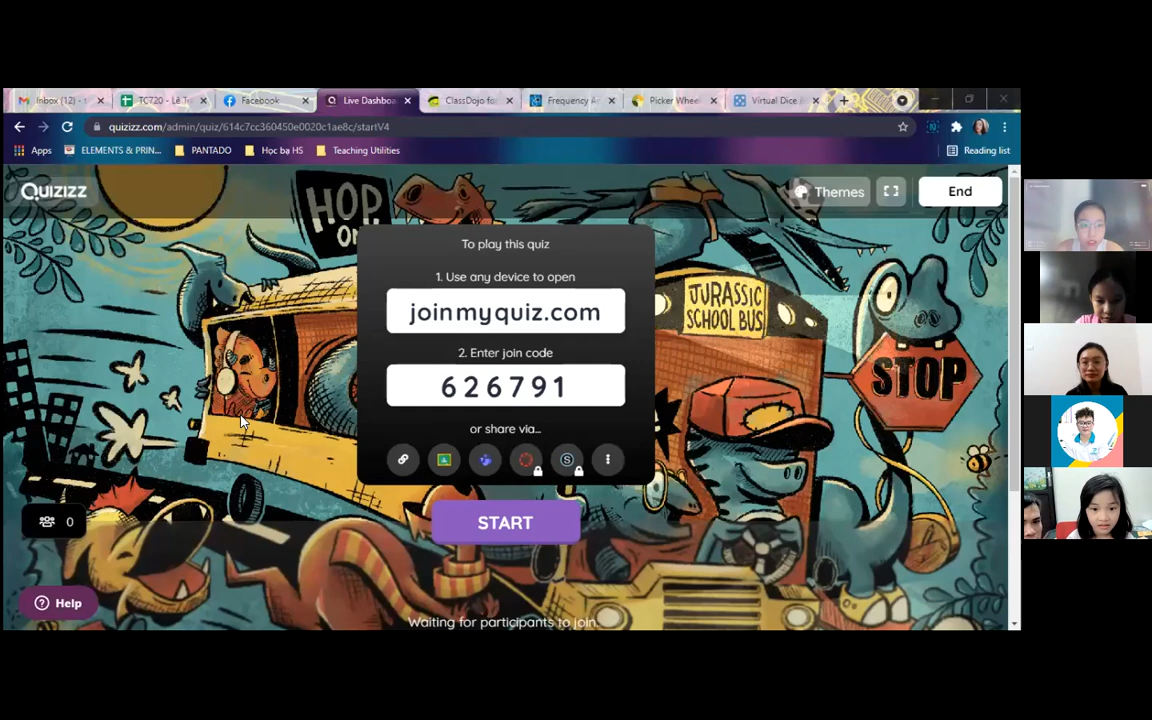 Inbox (12) - t
TC720 - Lê Tr
Facebook
Live Dashboa
ClassDojo for
Frequency A
Picker Wheel
Virtual Dice
quizizz.com/admin/quiz/614c7cc360450e0020c1ae8c/startV4
Apps
ELEMENTS & PRIN...
PANTADO
Học bạ HS
Teaching Utilities
Reading list
Quizizz
HOP
Themes
End
To play this quiz
1. Use any device to open
joinmyquiz.com
2. Enter join code
626791
or share via...
JURASSIC
SCHOOL BUS
STOP
0
START
Help
Waiting for participants to join